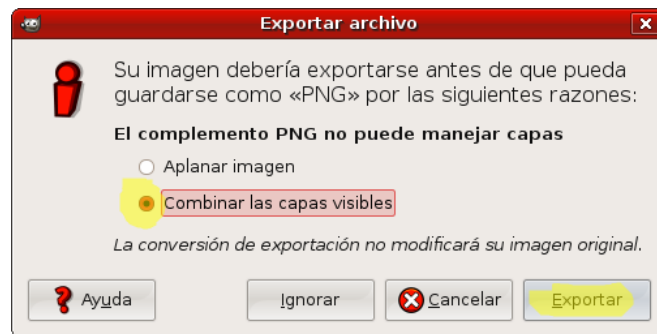 Exportar archivo
Su imagen debería exportarse antes de que pueda
guardarse como «PNG» por las siguientes razones:
El complemento PNG no puede manejar capas
Aplanar imagen
Combinar las capas visibles
La conversión de exportación no modificará su imagen original.
Ayuda Ignorar Cancelar Exportar